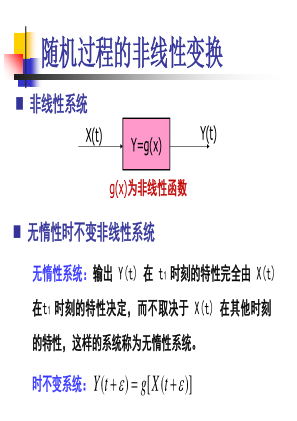 随机过程的非线性变换
非线性系统
X(t)
Y=g(x)
Y(t)
g(x)为非线性函数
无惰性时不变非线性系统
无惰性系统：输出 Y(t) 在 t₁ 时刻的特性完全由 X(t)
在t₁ 时刻的特性决定，而不取决于 X(t) 在其他时刻
的特性，这样的系统称为无惰性系统。
时不变系统：Y(t+ε)=g[X(t+ε)]